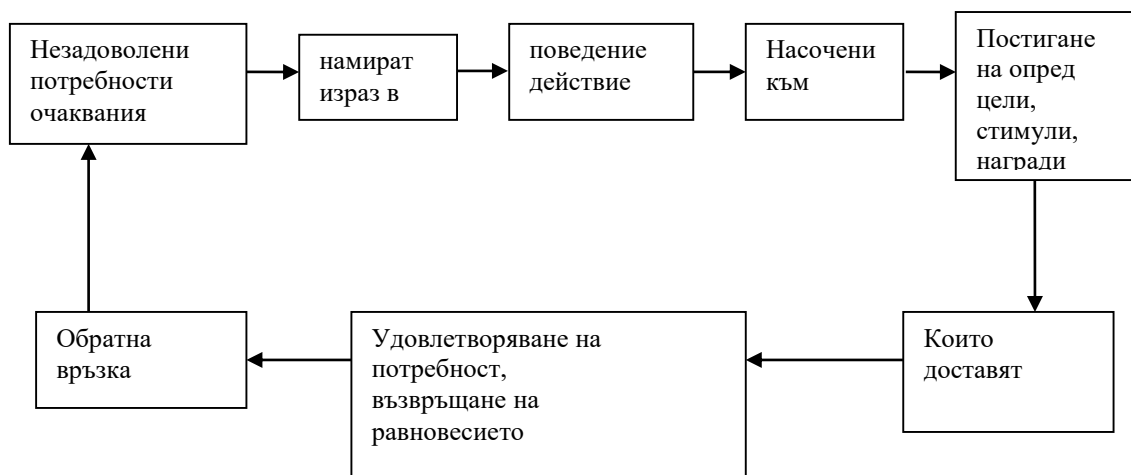 Незадоволени
потребности
очаквания
намират
израз в
поведение
действие
Насочени
към
Постигане
на опред
цели,
стимули,
награди
Които
доставят
Удовлетворяване на
потребност,
възвръщане на
равновесието
Обратна
връзка